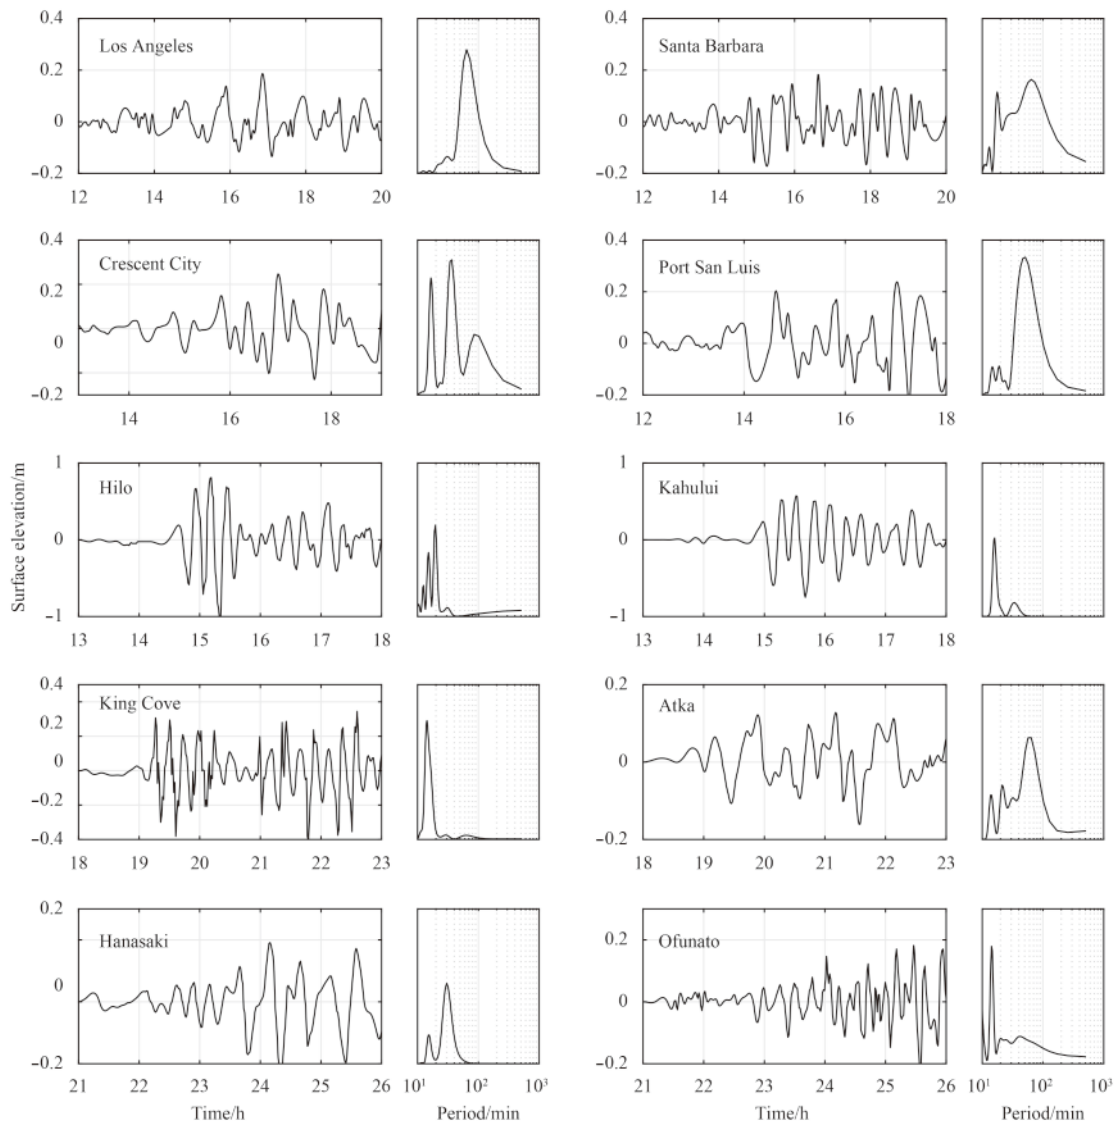 0.4
Los Angeles
0.2
0
−0.2
12 14 16 18 20
Santa Barbara
0.4
0.2
0
−0.2
12 14 16 18 20
0.4
Crescent City
0.2
0
−0.2
14 16 18
0.4
Port San Luis
0.2
0
−0.2
12 14 16 18
Surface elevation/m
1
Hilo
0
−1
13 14 15 16 17 18
1
Kahului
0
−1
13 14 15 16 17 18
0.4
King Cove
0.2
0
−0.2
−0.4
18 19 20 21 22 23
0.2
Atka
0
−0.2
18 19 20 21 22 23
0.2
Hanasaki
0
−0.2
21 22 23 24 25 26
Time/h
10¹ 10² 10³
Period/min
Ofunato
0.2
0
−0.2
21 22 23 24 25 26
Time/h
10¹ 10² 10³
Period/min